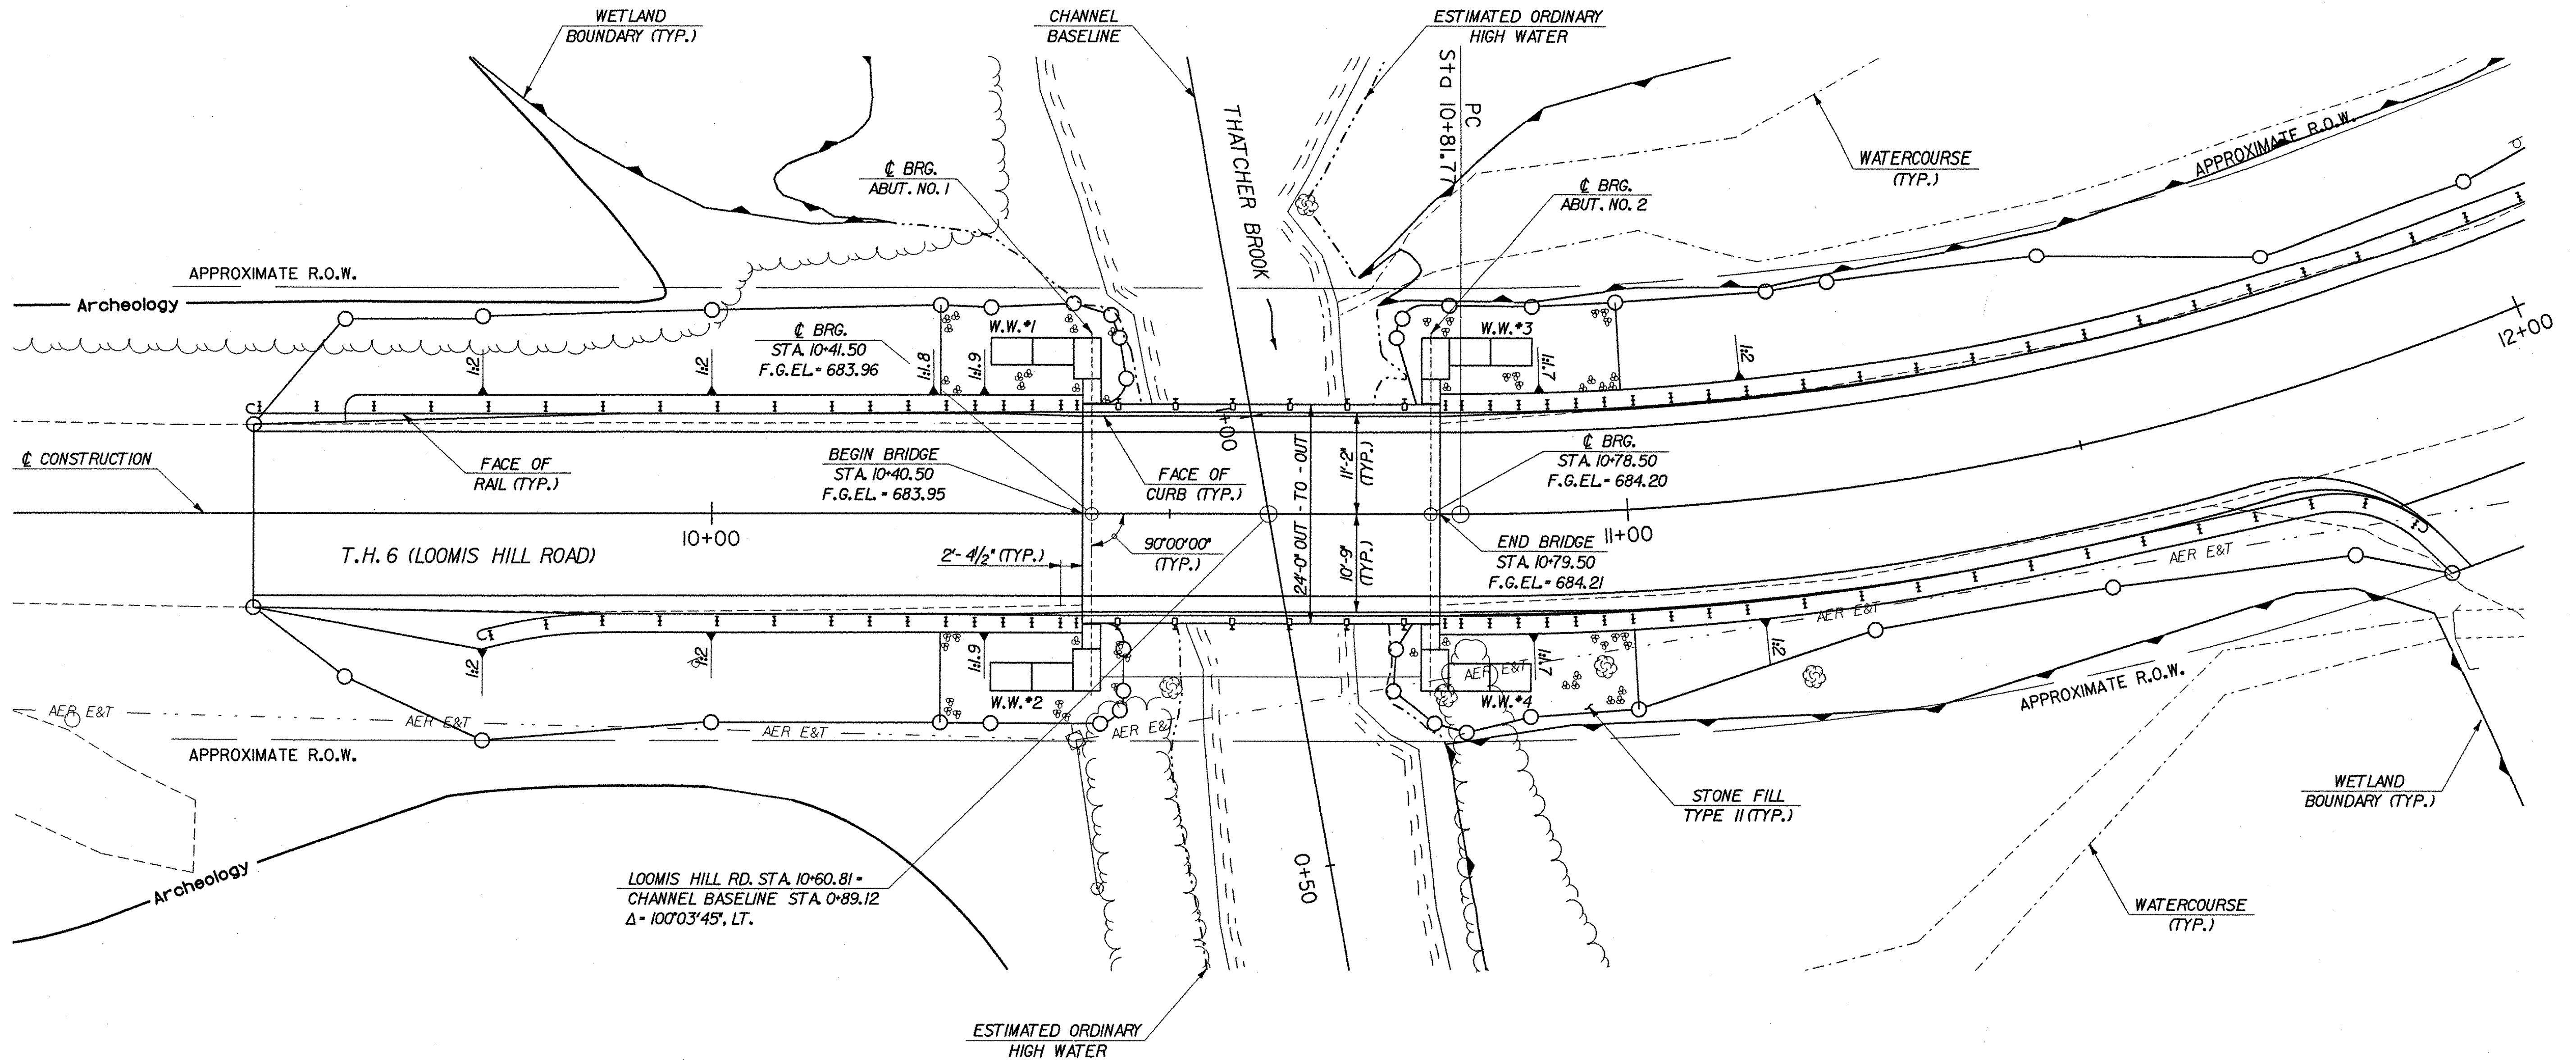 WETLAND
BOUNDARY (TYP.)
CHANNEL
BASELINE
ESTIMATED ORDINARY
HIGH WATER
PC
Sta 10+81.77
THATCHER BROOK
WATERCOURSE
(TYP.)
APPROXIMATE R.O.W.
℄ BRG.
ABUT. NO. 1
℄ BRG.
ABUT. NO. 2
APPROXIMATE R.O.W.
Archeology
℄ BRG.
STA. 10+41.50
F.G.EL. = 683.96
W.W.#1
W.W.#3
12+00
1:2
1:2
1:1.8
1:1.9
1:1.7
1:2
1+00
℄ CONSTRUCTION
FACE OF
RAIL (TYP.)
BEGIN BRIDGE
STA. 10+40.50
F.G.EL. = 683.95
FACE OF
CURB (TYP.)
24'-0" OUT - TO - OUT
11'-2"
(TYP.)
10'-9"
(TYP.)
℄ BRG.
STA. 10+78.50
F.G.EL. = 684.20
10+00
11+00
T.H. 6 (LOOMIS HILL ROAD)
2'- 4 1/2" (TYP.)
90°00'00"
(TYP.)
END BRIDGE
STA. 10+79.50
F.G.EL. = 684.21
AER E&T
AER E&T
1:2
1:2
1:1.9
1:1.7
1:2
AER E&T
W.W.#2
W.W.#4
AER E&T
AER E&T
AER E&T
AER E&T
APPROXIMATE R.O.W.
APPROXIMATE R.O.W.
STONE FILL
TYPE II (TYP.)
WETLAND
BOUNDARY (TYP.)
Archeology
LOOMIS HILL RD. STA. 10+60.81 =
CHANNEL BASELINE STA. 0+89.12
Δ = 100°03'45", LT.
0+50
WATERCOURSE
(TYP.)
ESTIMATED ORDINARY
HIGH WATER